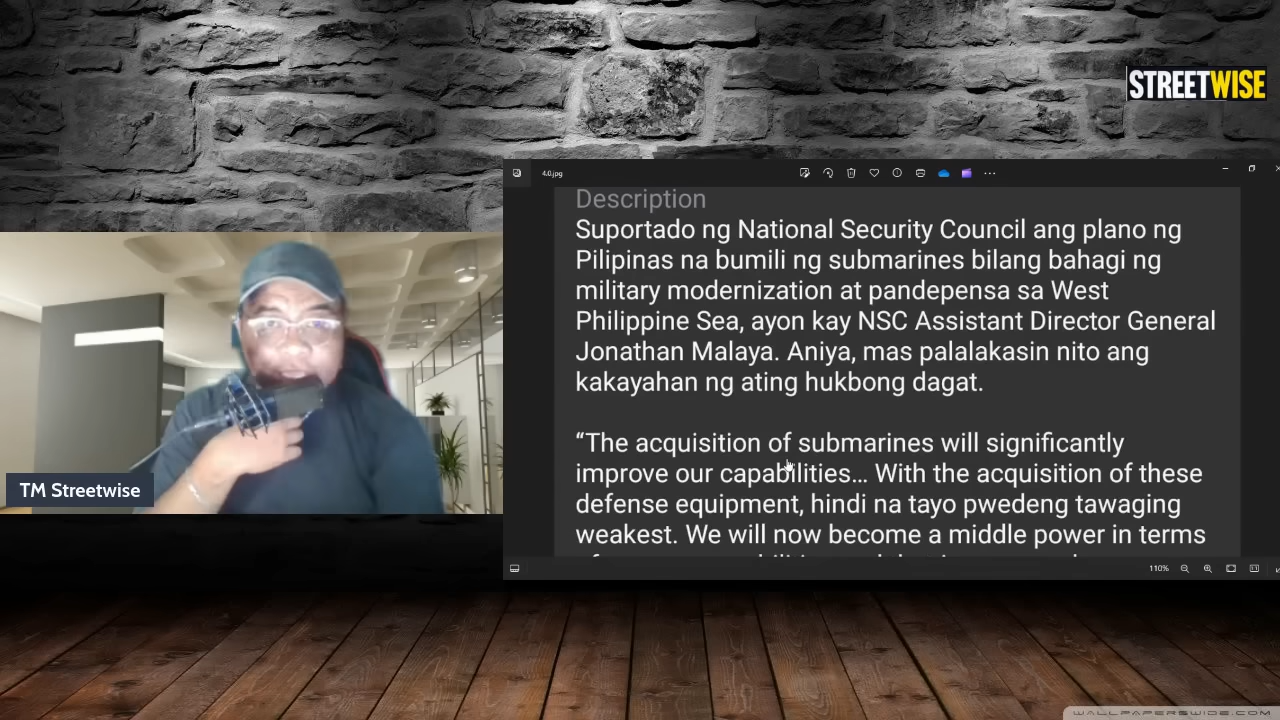 STREETWISE
4.0.jpg
Description
Suportado ng National Security Council ang plano ng
Pilipinas na bumili ng submarines bilang bahagi ng
military modernization at pandepensa sa West
Philippine Sea, ayon kay NSC Assistant Director General
Jonathan Malaya. Aniya, mas palalakasin nito ang
kakayahan ng ating hukbong dagat.
“The acquisition of submarines will significantly
improve our capabilities… With the acquisition of these
defense equipment, hindi na tayo pwedeng tawaging
weakest. We will now become a middle power in terms
TM Streetwise
110%
WALLPAPERSWIDE.COM